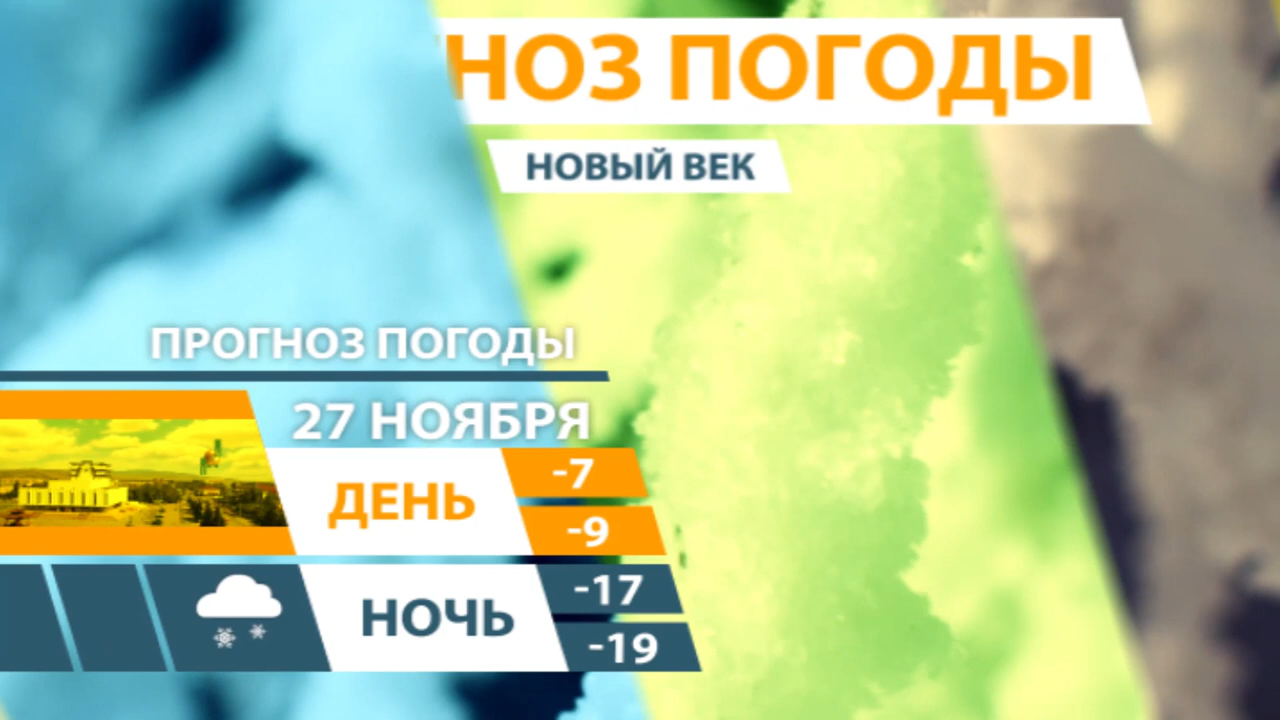 НОЗ ПОГОДЫ
НОВЫЙ ВЕК
ПРОГНОЗ ПОГОДЫ
27 НОЯБРЯ
ДЕНЬ
-7
-9
НОЧЬ
-17
-19